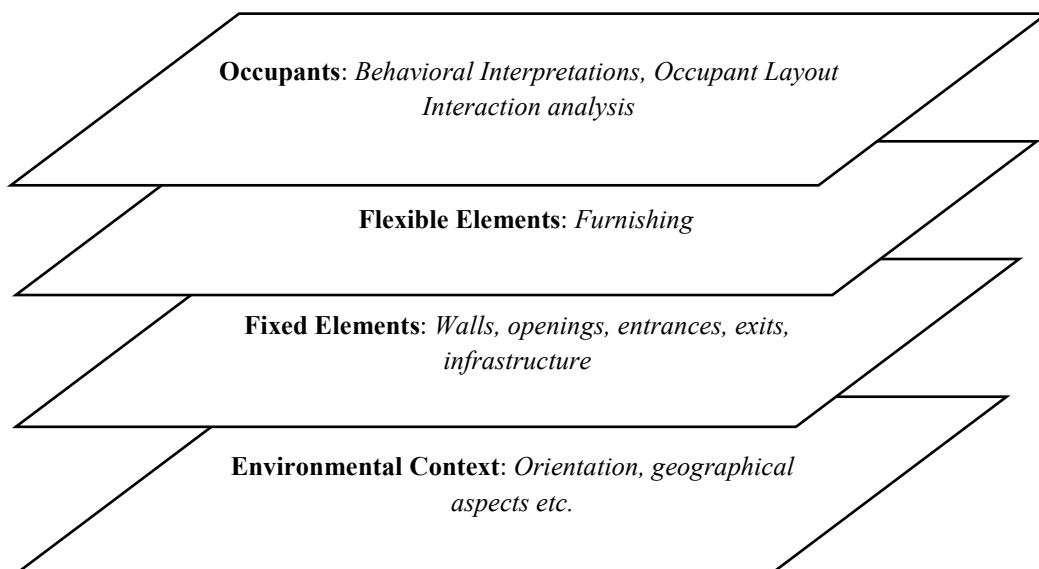 Occupants: Behavioral Interpretations, Occupant Layout
Interaction analysis
Flexible Elements: Furnishing
Fixed Elements: Walls, openings, entrances, exits,
infrastructure
Environmental Context: Orientation, geographical
aspects etc.